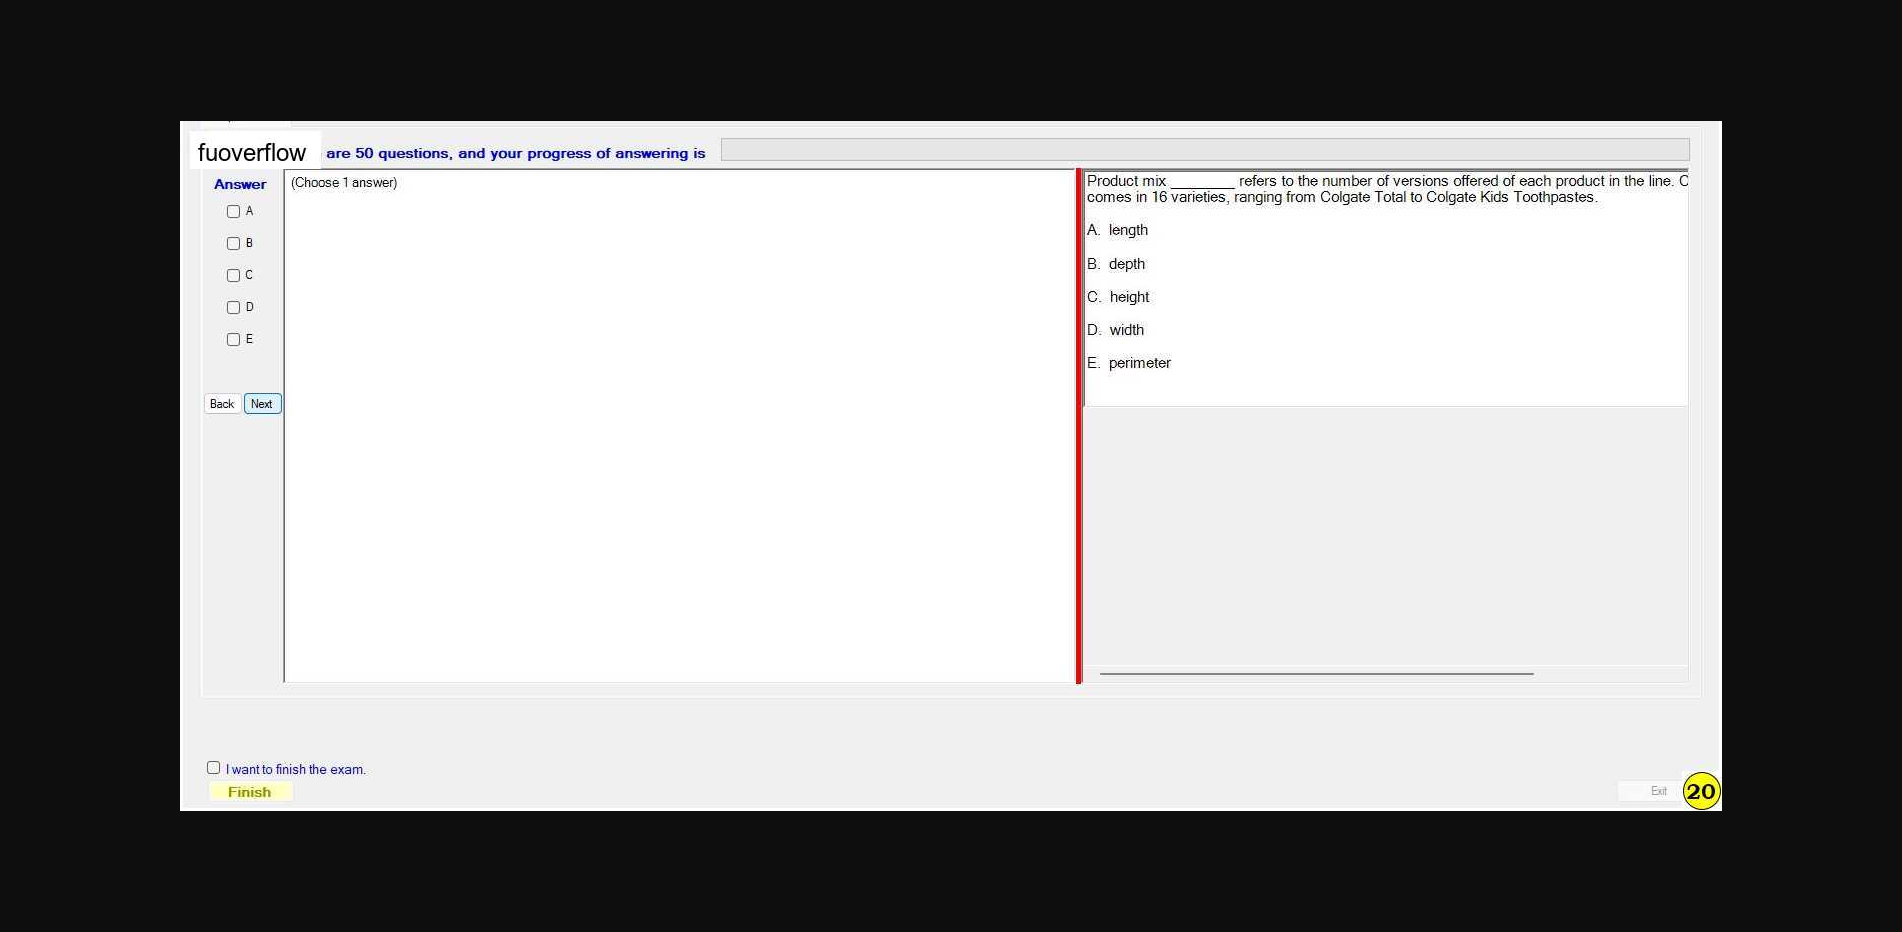 fuoverflow are 50 questions, and your progress of answering is
Answer
(Choose 1 answer)
A
B
C
D
E
Back Next
Product mix ________ refers to the number of versions offered of each product in the line. C
comes in 16 varieties, ranging from Colgate Total to Colgate Kids Toothpastes.
A. length
B. depth
C. height
D. width
E. perimeter
I want to finish the exam.
Finish
Exit
20